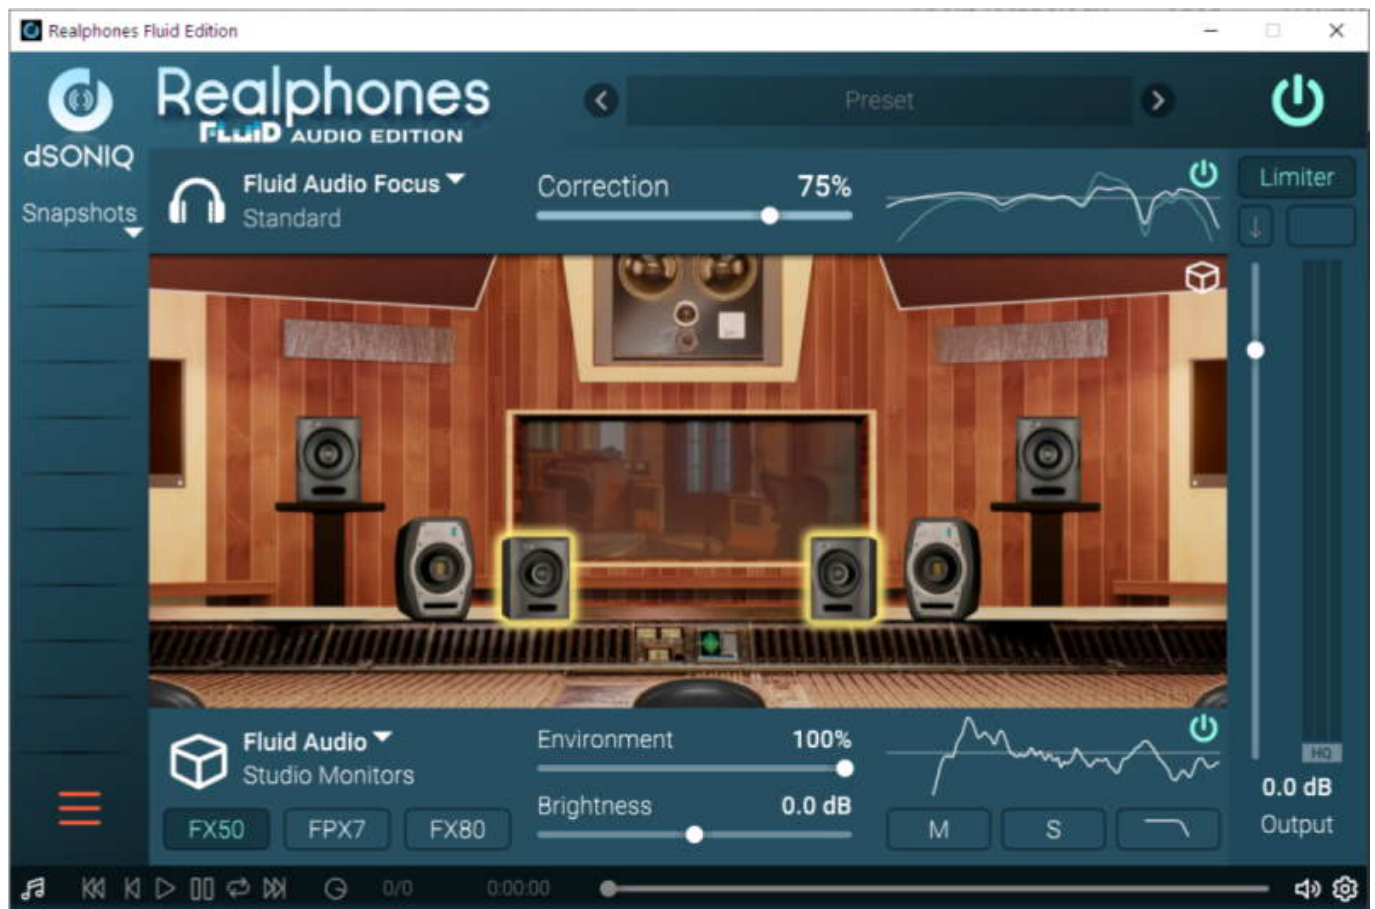 Realphones Fluid Edition
dSONIQ
Realphones
FLUID AUDIO EDITION
Preset
Snapshots
Fluid Audio Focus
Standard
Correction 75%
Limiter
HQ
Fluid Audio
Studio Monitors
Environment 100%
Brightness 0.0 dB
FX50 FPX7 FX80
M S
0.0 dB
Output
0/0 0:00:00